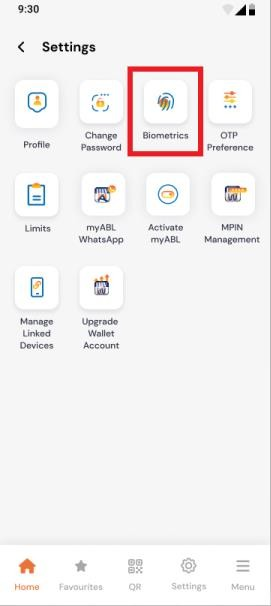 9:30
Settings
Profile
Change
Password
Biometrics
OTP
Preference
Limits
myABL
WhatsApp
Activate
myABL
MPIN
Management
Manage
Linked
Devices
Upgrade
Wallet
Account
Home
Favourites
QR
Settings
Menu